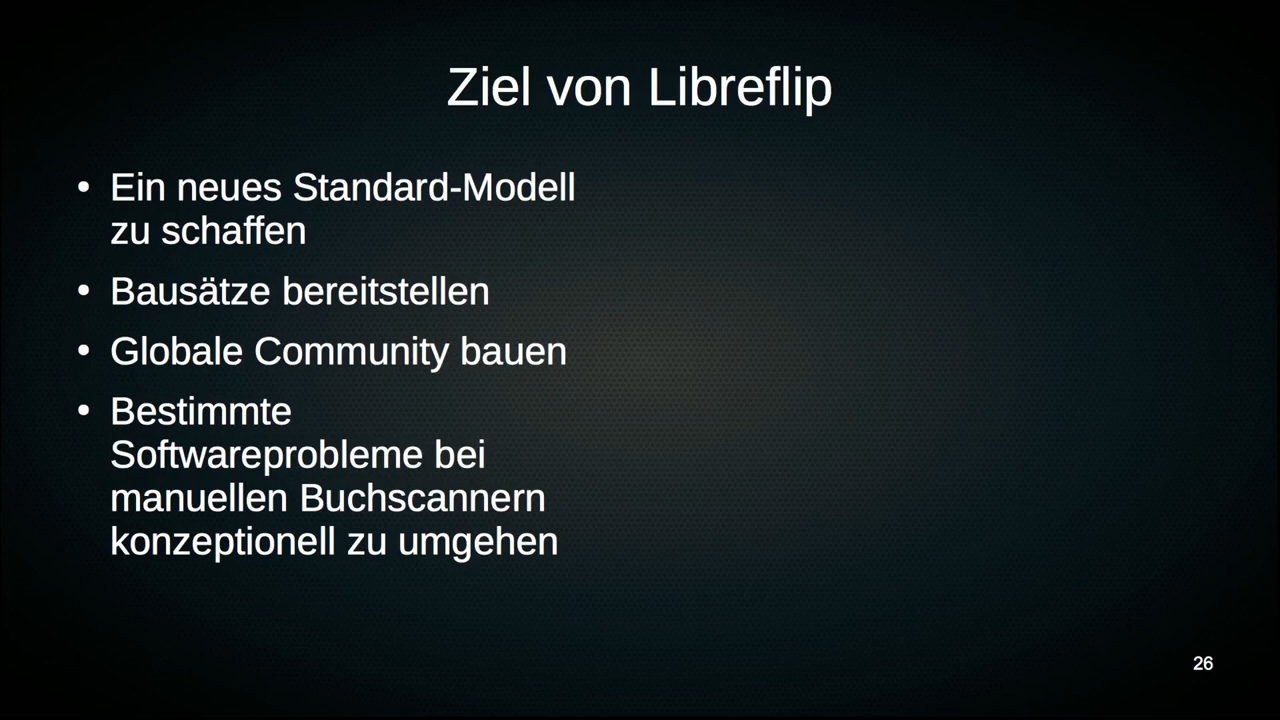 Ziel von Libreflip
• Ein neues Standard-Modell
zu schaffen
• Bausätze bereitstellen
• Globale Community bauen
• Bestimmte
Softwareprobleme bei
manuellen Buchscannern
konzeptionell zu umgehen
26